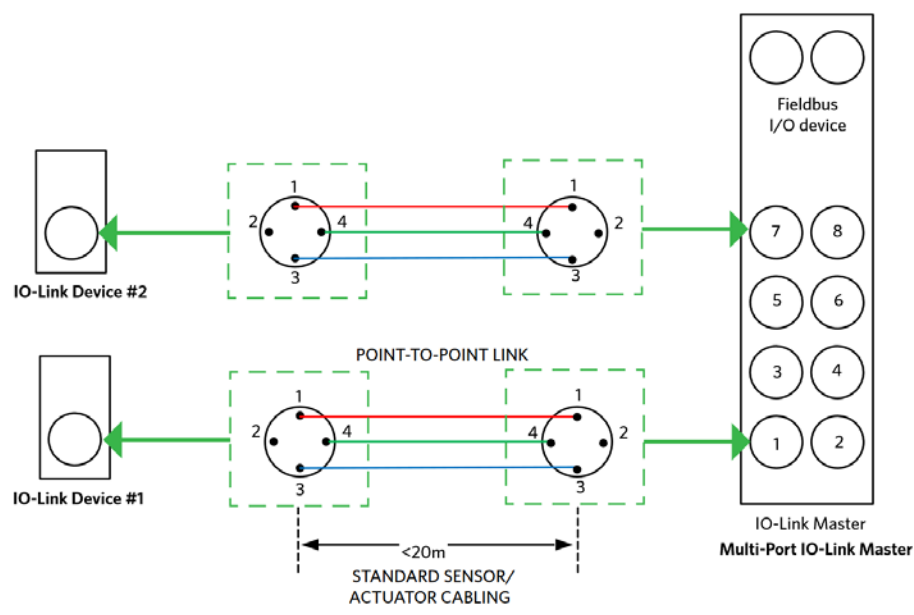 Fieldbus
I/O device
1
2
4
3
1
4
2
3
7
8
IO-Link Device #2
5
6
POINT-TO-POINT LINK
3
4
1
2
4
3
1
4
2
3
1
2
IO-Link Device #1
<20m
STANDARD SENSOR/
ACTUATOR CABLING
IO-Link Master
Multi-Port IO-Link Master